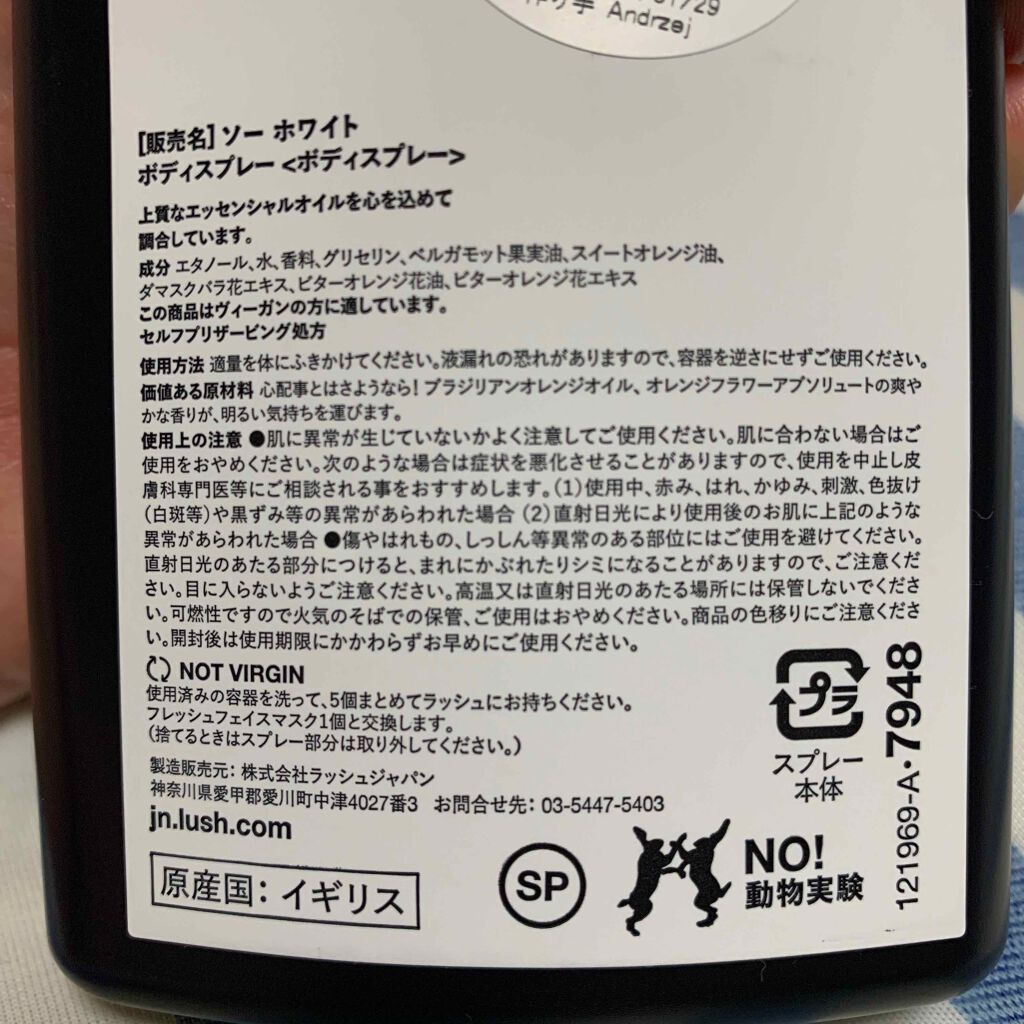 1/29
作り手 Andrzej
[販売名] ソー ホワイト
ボディスプレー <ボディスプレー>
上質なエッセンシャルオイルを心を込めて
調合しています。
成分 エタノール、水、香料、グリセリン、ベルガモット果実油、スイートオレンジ油、
ダマスクバラ花エキス、ビターオレンジ花油、ビターオレンジ花エキス
この商品はヴィーガンの方に適しています。
セルフプリザービング処方
使用方法 適量を体にふきかけてください。液漏れの恐れがありますので、容器を逆さにせずご使用ください。
価値ある原材料 心配事とはさようなら! ブラジリアンオレンジオイル、オレンジフラワーアブソリュートの爽や
かな香りが、明るい気持ちを運びます。
使用上の注意 ●肌に異常が生じていないかよく注意してご使用ください。肌に合わない場合はご
使用をおやめください。次のような場合は症状を悪化させることがありますので、使用を中止し皮
膚科専門医等にご相談される事をおすすめします。(1)使用中、赤み、はれ、かゆみ、刺激、色抜け
(白斑等)や黒ずみ等の異常があらわれた場合 (2)直射日光により使用後のお肌に上記のような
異常があらわれた場合 ●傷やはれもの、しっしん等異常のある部位にはご使用を避けてください。
直射日光のあたる部分につけると、まれにかぶれたりシミになることがありますので、ご注意くだ
さい。目に入らないようご注意ください。高温又は直射日光のあたる場所には保管しないでくださ
い。可燃性ですので火気のそばでの保管、ご使用はおやめください。商品の色移りにご注意くださ
い。開封後は使用期限にかかわらずお早めにご使用ください。
NOT VIRGIN
使用済みの容器を洗って、5個まとめてラッシュにお持ちください。
フレッシュフェイスマスク1個と交換します。
(捨てるときはスプレー部分は取り外してください。)
製造販売元: 株式会社ラッシュジャパン
神奈川県愛甲郡愛川町中津4027番3 お問合せ先: 03-5447-5403
jn.lush.com
原産国: イギリス
SP
NO!
動物実験
プラ
スプレー
本体
121969-A・7948